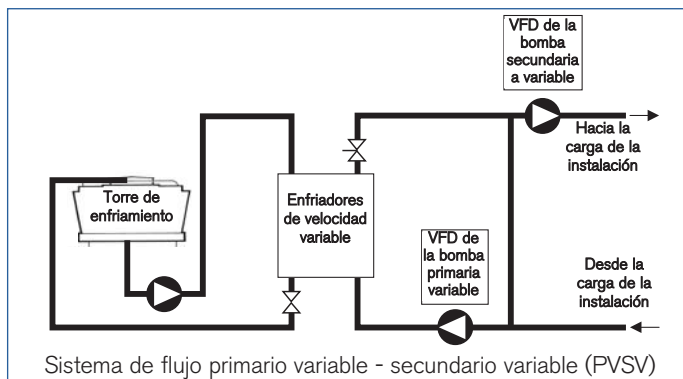 VFD de la
bomba
secundaria
a variable
Hacia la
carga de la
instalación
Torre de
enfriamiento
Enfriadores
de velocidad
variable
VFD de
la bomba
primaria
variable
Desde la
carga de la
instalación
Sistema de flujo primario variable - secundario variable (PVSV)